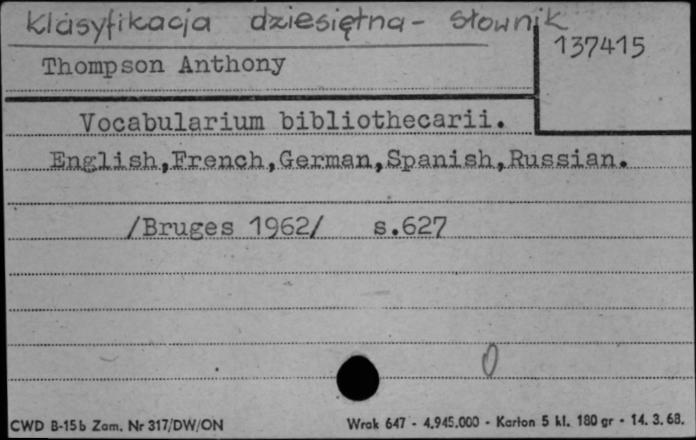 Klasyfikacja dziesiętna - słownik
137415
Thompson Anthony
Vocabularium bibliothecarii.
English,French,German,Spanish,Russian.
/Bruges 1962/ s.627
0
CWD B-15b Zam. Nr 317/DW/ON Wrak 647 - 4.945.000 - Karton 5 kl. 180 gr - 14. 3. 68.